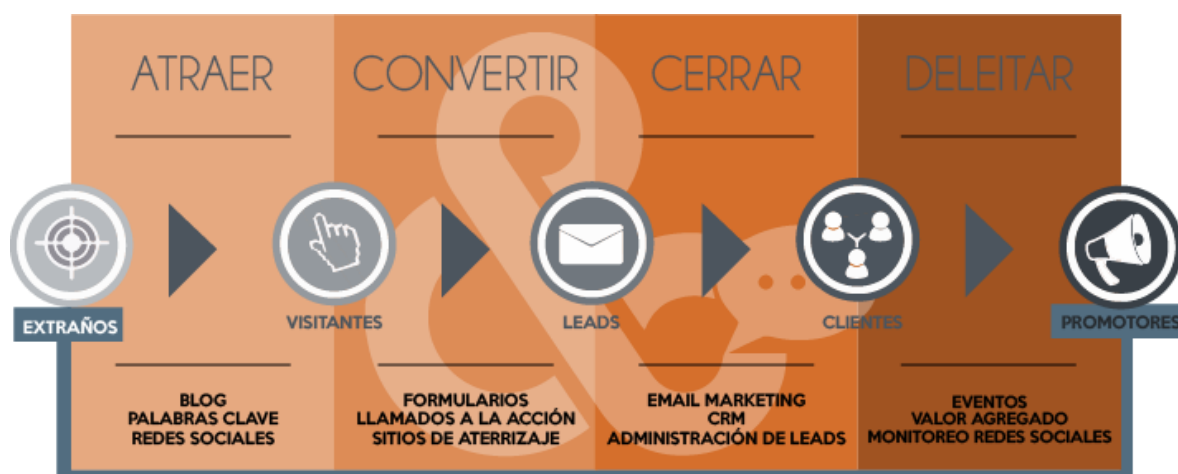 ATRAER
CONVERTIR
CERRAR
DELEITAR
EXTRAÑOS
VISITANTES
LEADS
CLIENTES
PROMOTORES
BLOG
PALABRAS CLAVE
REDES SOCIALES
FORMULARIOS
LLAMADOS A LA ACCIÓN
SITIOS DE ATERRIZAJE
EMAIL MARKETING
CRM
ADMINISTRACIÓN DE LEADS
EVENTOS
VALOR AGREGADO
MONITOREO REDES SOCIALES